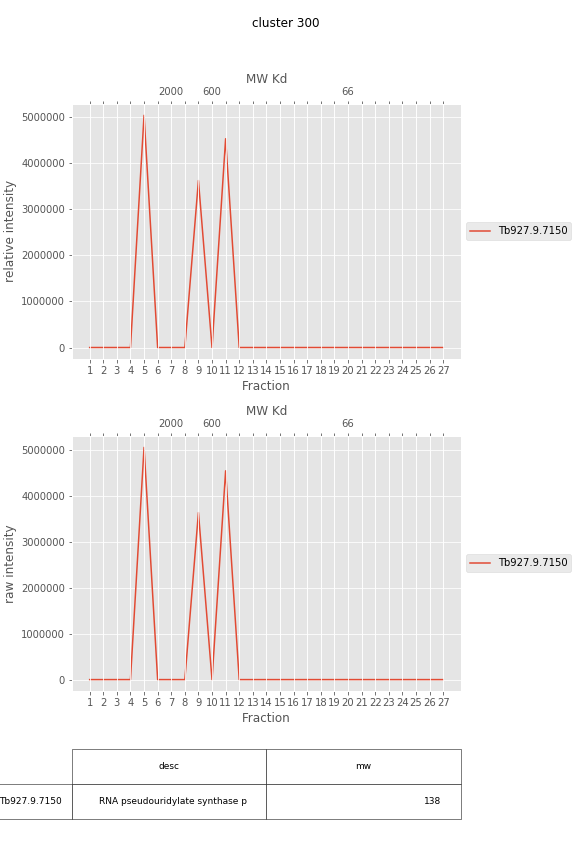 cluster 300
MW Kd
2000 600 66
5000000
4000000
3000000
2000000
1000000
0
relative intensity
Tb927.9.7150
1 2 3 4 5 6 7 8 9 10 11 12 13 14 15 16 17 18 19 20 21 22 23 24 25 26 27
Fraction
MW Kd
2000 600 66
5000000
4000000
3000000
2000000
1000000
0
raw intensity
Tb927.9.7150
1 2 3 4 5 6 7 8 9 10 11 12 13 14 15 16 17 18 19 20 21 22 23 24 25 26 27
Fraction
desc mw
Tb927.9.7150 RNA pseudouridylate synthase p 138